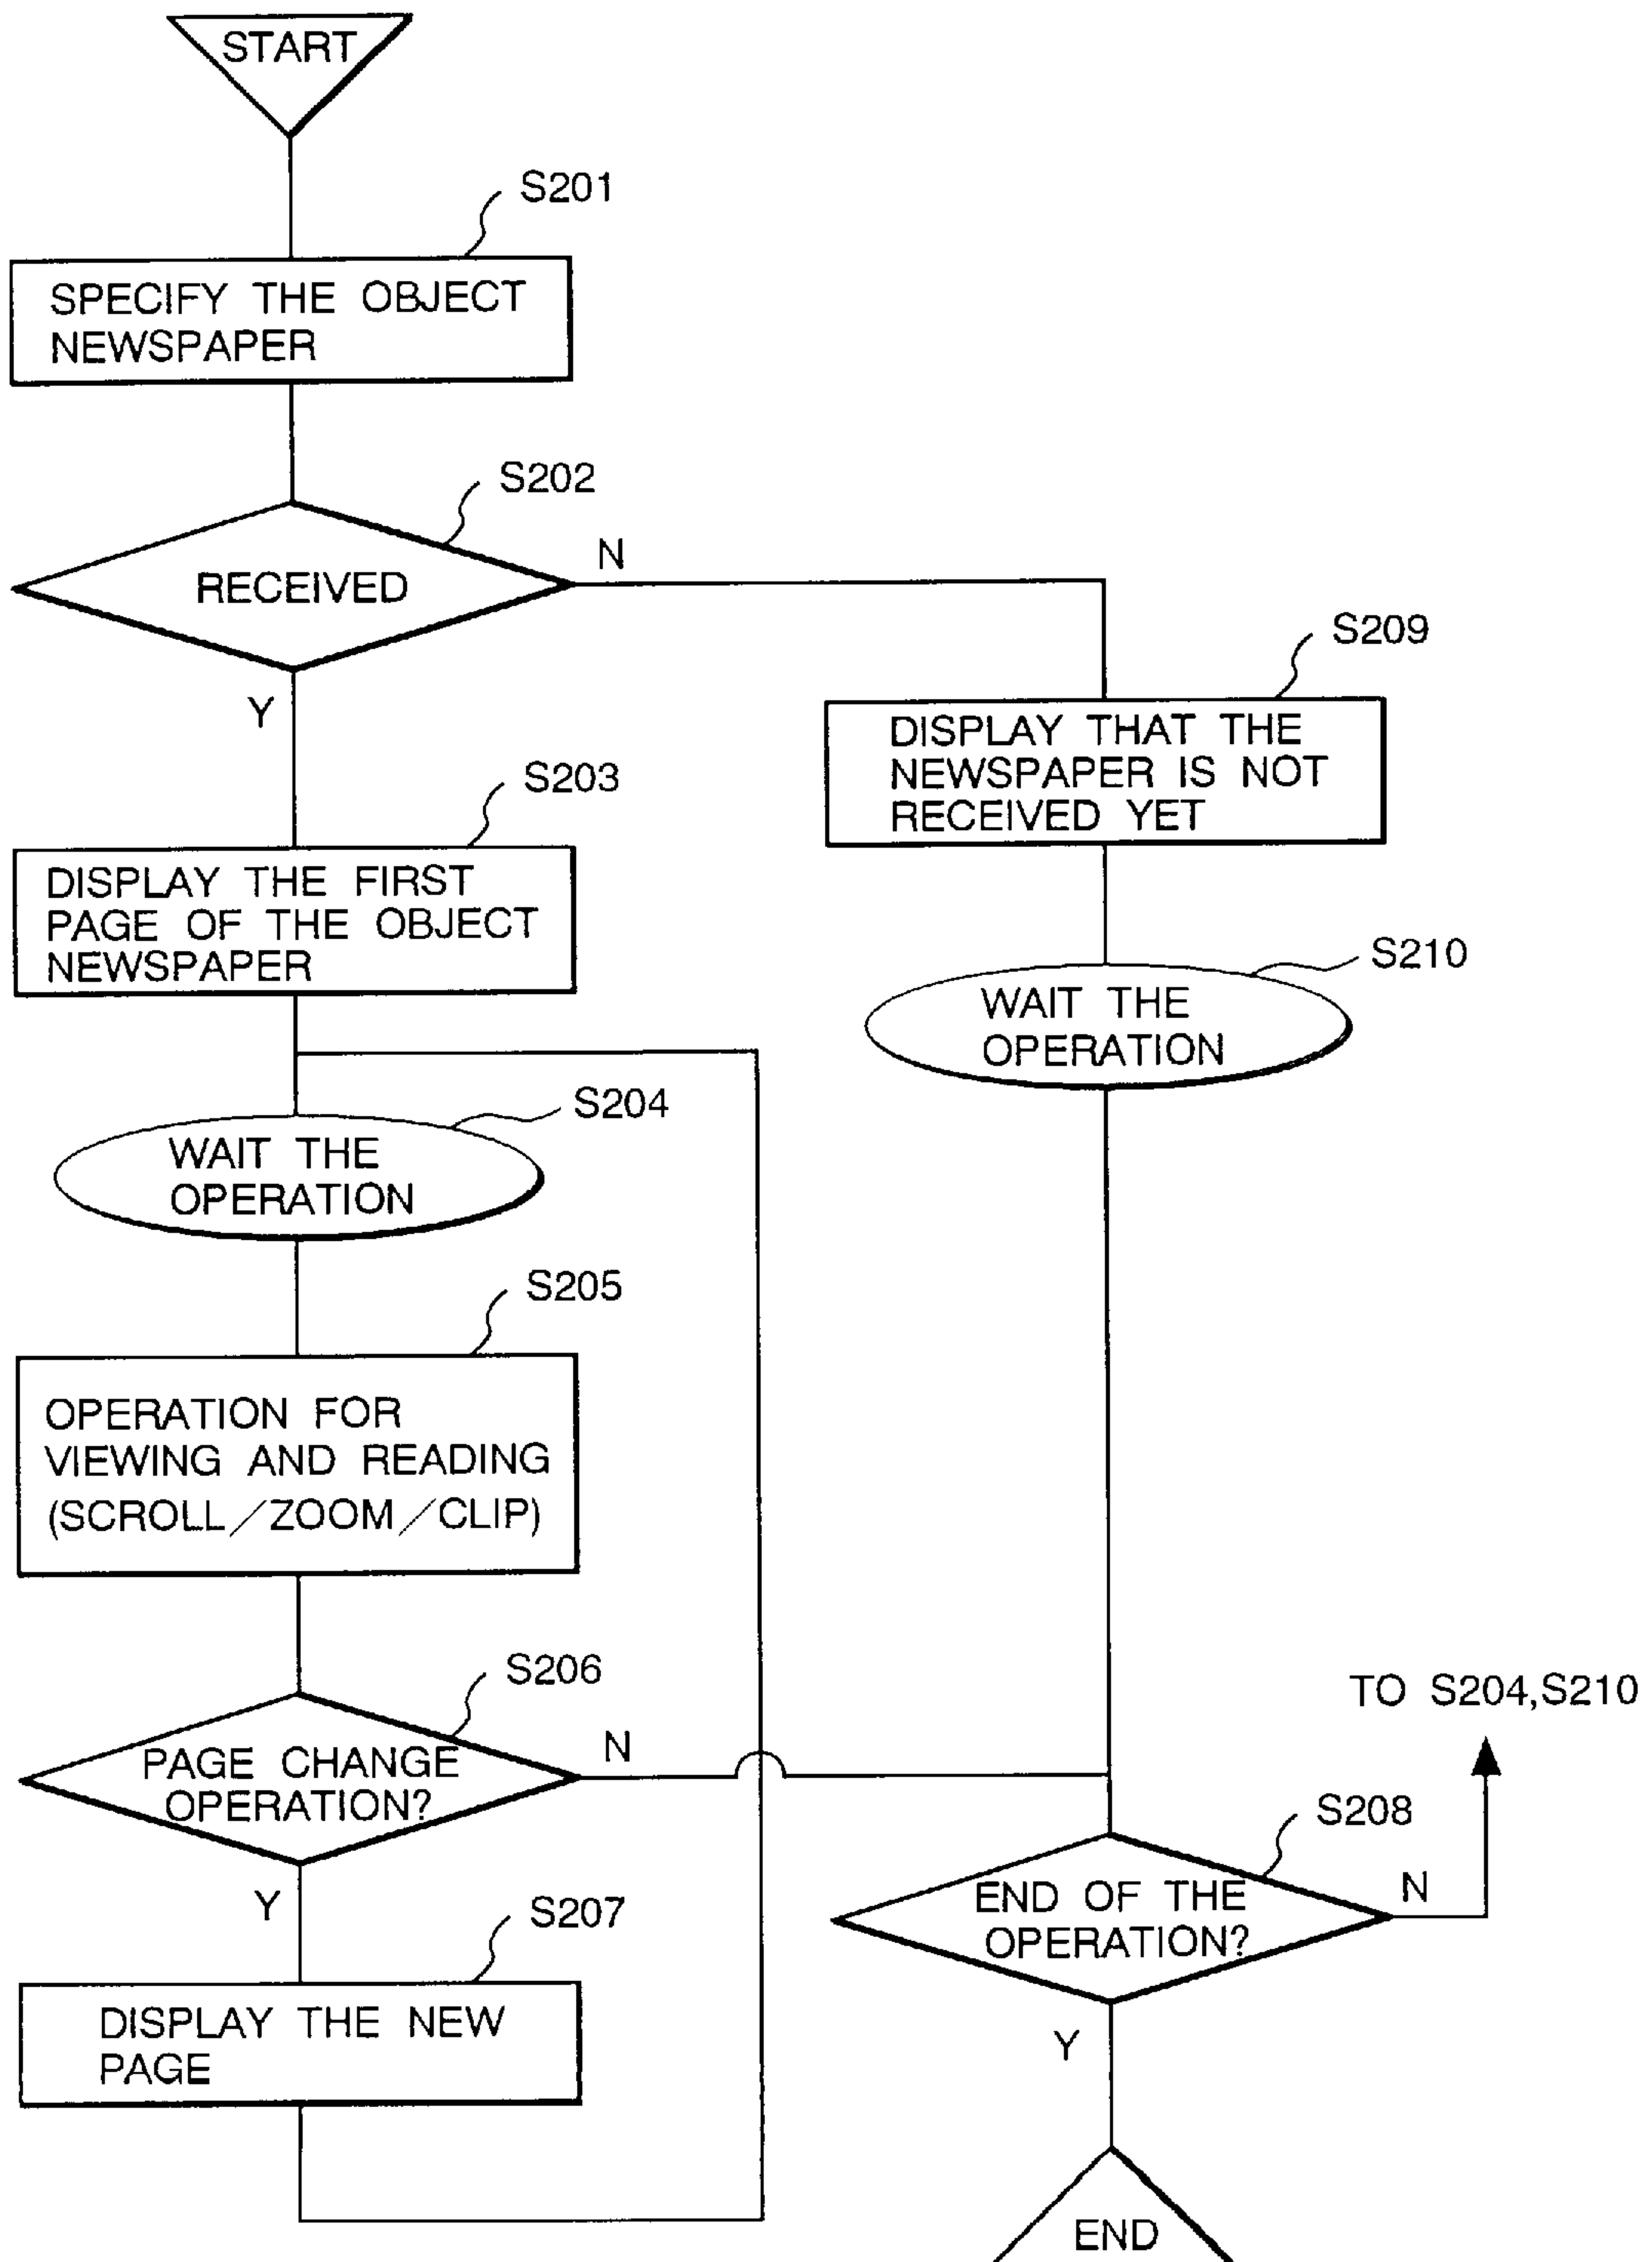 START
S201
SPECIFY THE OBJECT
NEWSPAPER
S202
RECEIVED
N
Y
S209
DISPLAY THAT THE
NEWSPAPER IS NOT
RECEIVED YET
S203
DISPLAY THE FIRST
PAGE OF THE OBJECT
NEWSPAPER
S210
WAIT THE
OPERATION
S204
WAIT THE
OPERATION
S205
OPERATION FOR
VIEWING AND READING
(SCROLL/ZOOM/CLIP)
S206
PAGE CHANGE
OPERATION?
N
Y
TO S204,S210
S208
END OF THE
OPERATION?
N
Y
S207
DISPLAY THE NEW
PAGE
END